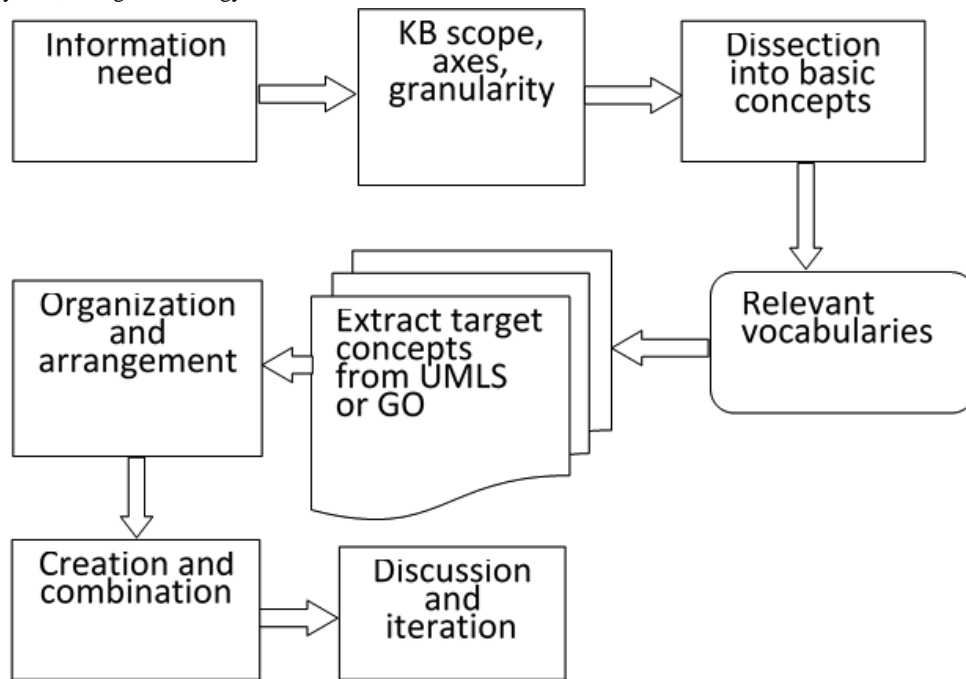 Information
need
KB scope,
axes,
granularity
Dissection
into basic
concepts
Relevant
vocabularies
Extract target
concepts
from UMLS
or GO
Organization
and
arrangement
Creation and
combination
Discussion
and
iteration